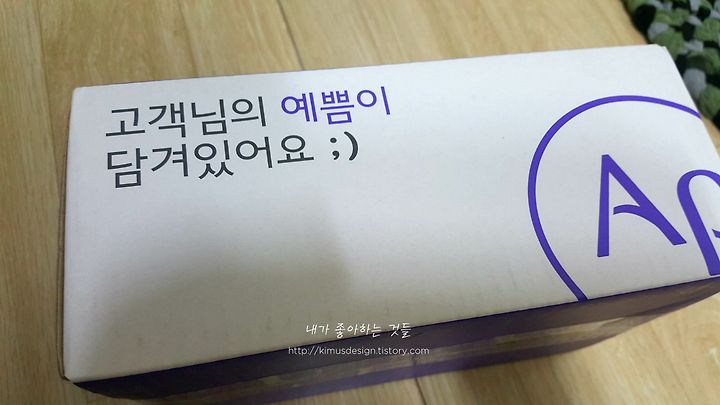 고객님의 예쁨이
담겨있어요 ;)
내가 좋아하는 것들
http://kimusdesign.tistory.com